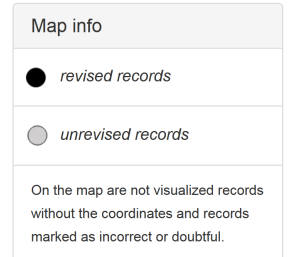 Map info
revised records
unrevised records
On the map are not visualized records
without the coordinates and records
marked as incorrect or doubtful.